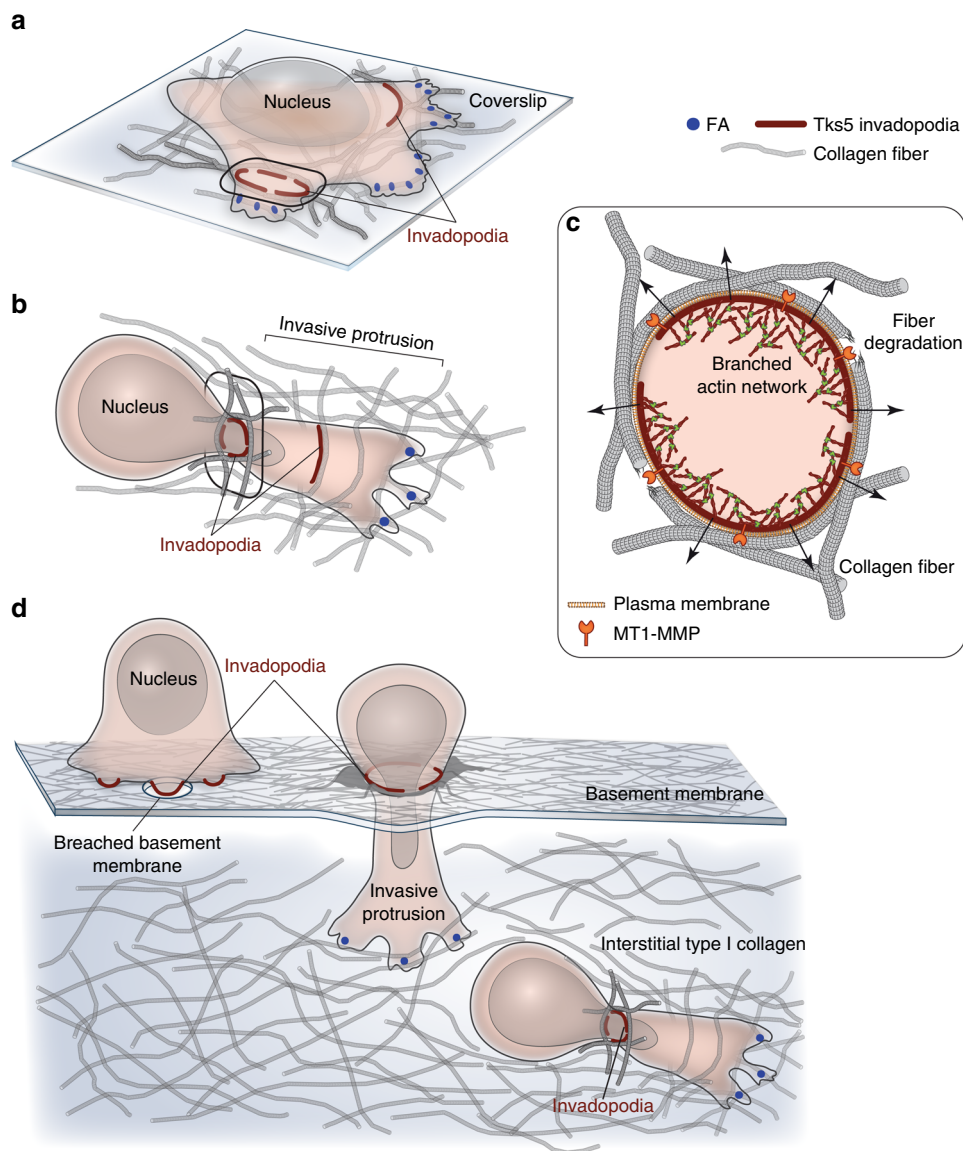 a
Nucleus
Coverslip
Invadopodia
FA
Tks5 invadopodia
Collagen fiber
b
Invasive protrusion
Nucleus
Invadopodia
c
Fiber
degradation
Branched
actin network
Collagen fiber
Plasma membrane
MT1-MMP
d
Nucleus
Invadopodia
Basement membrane
Breached basement
membrane
Invasive
protrusion
Interstitial type I collagen
Invadopodia